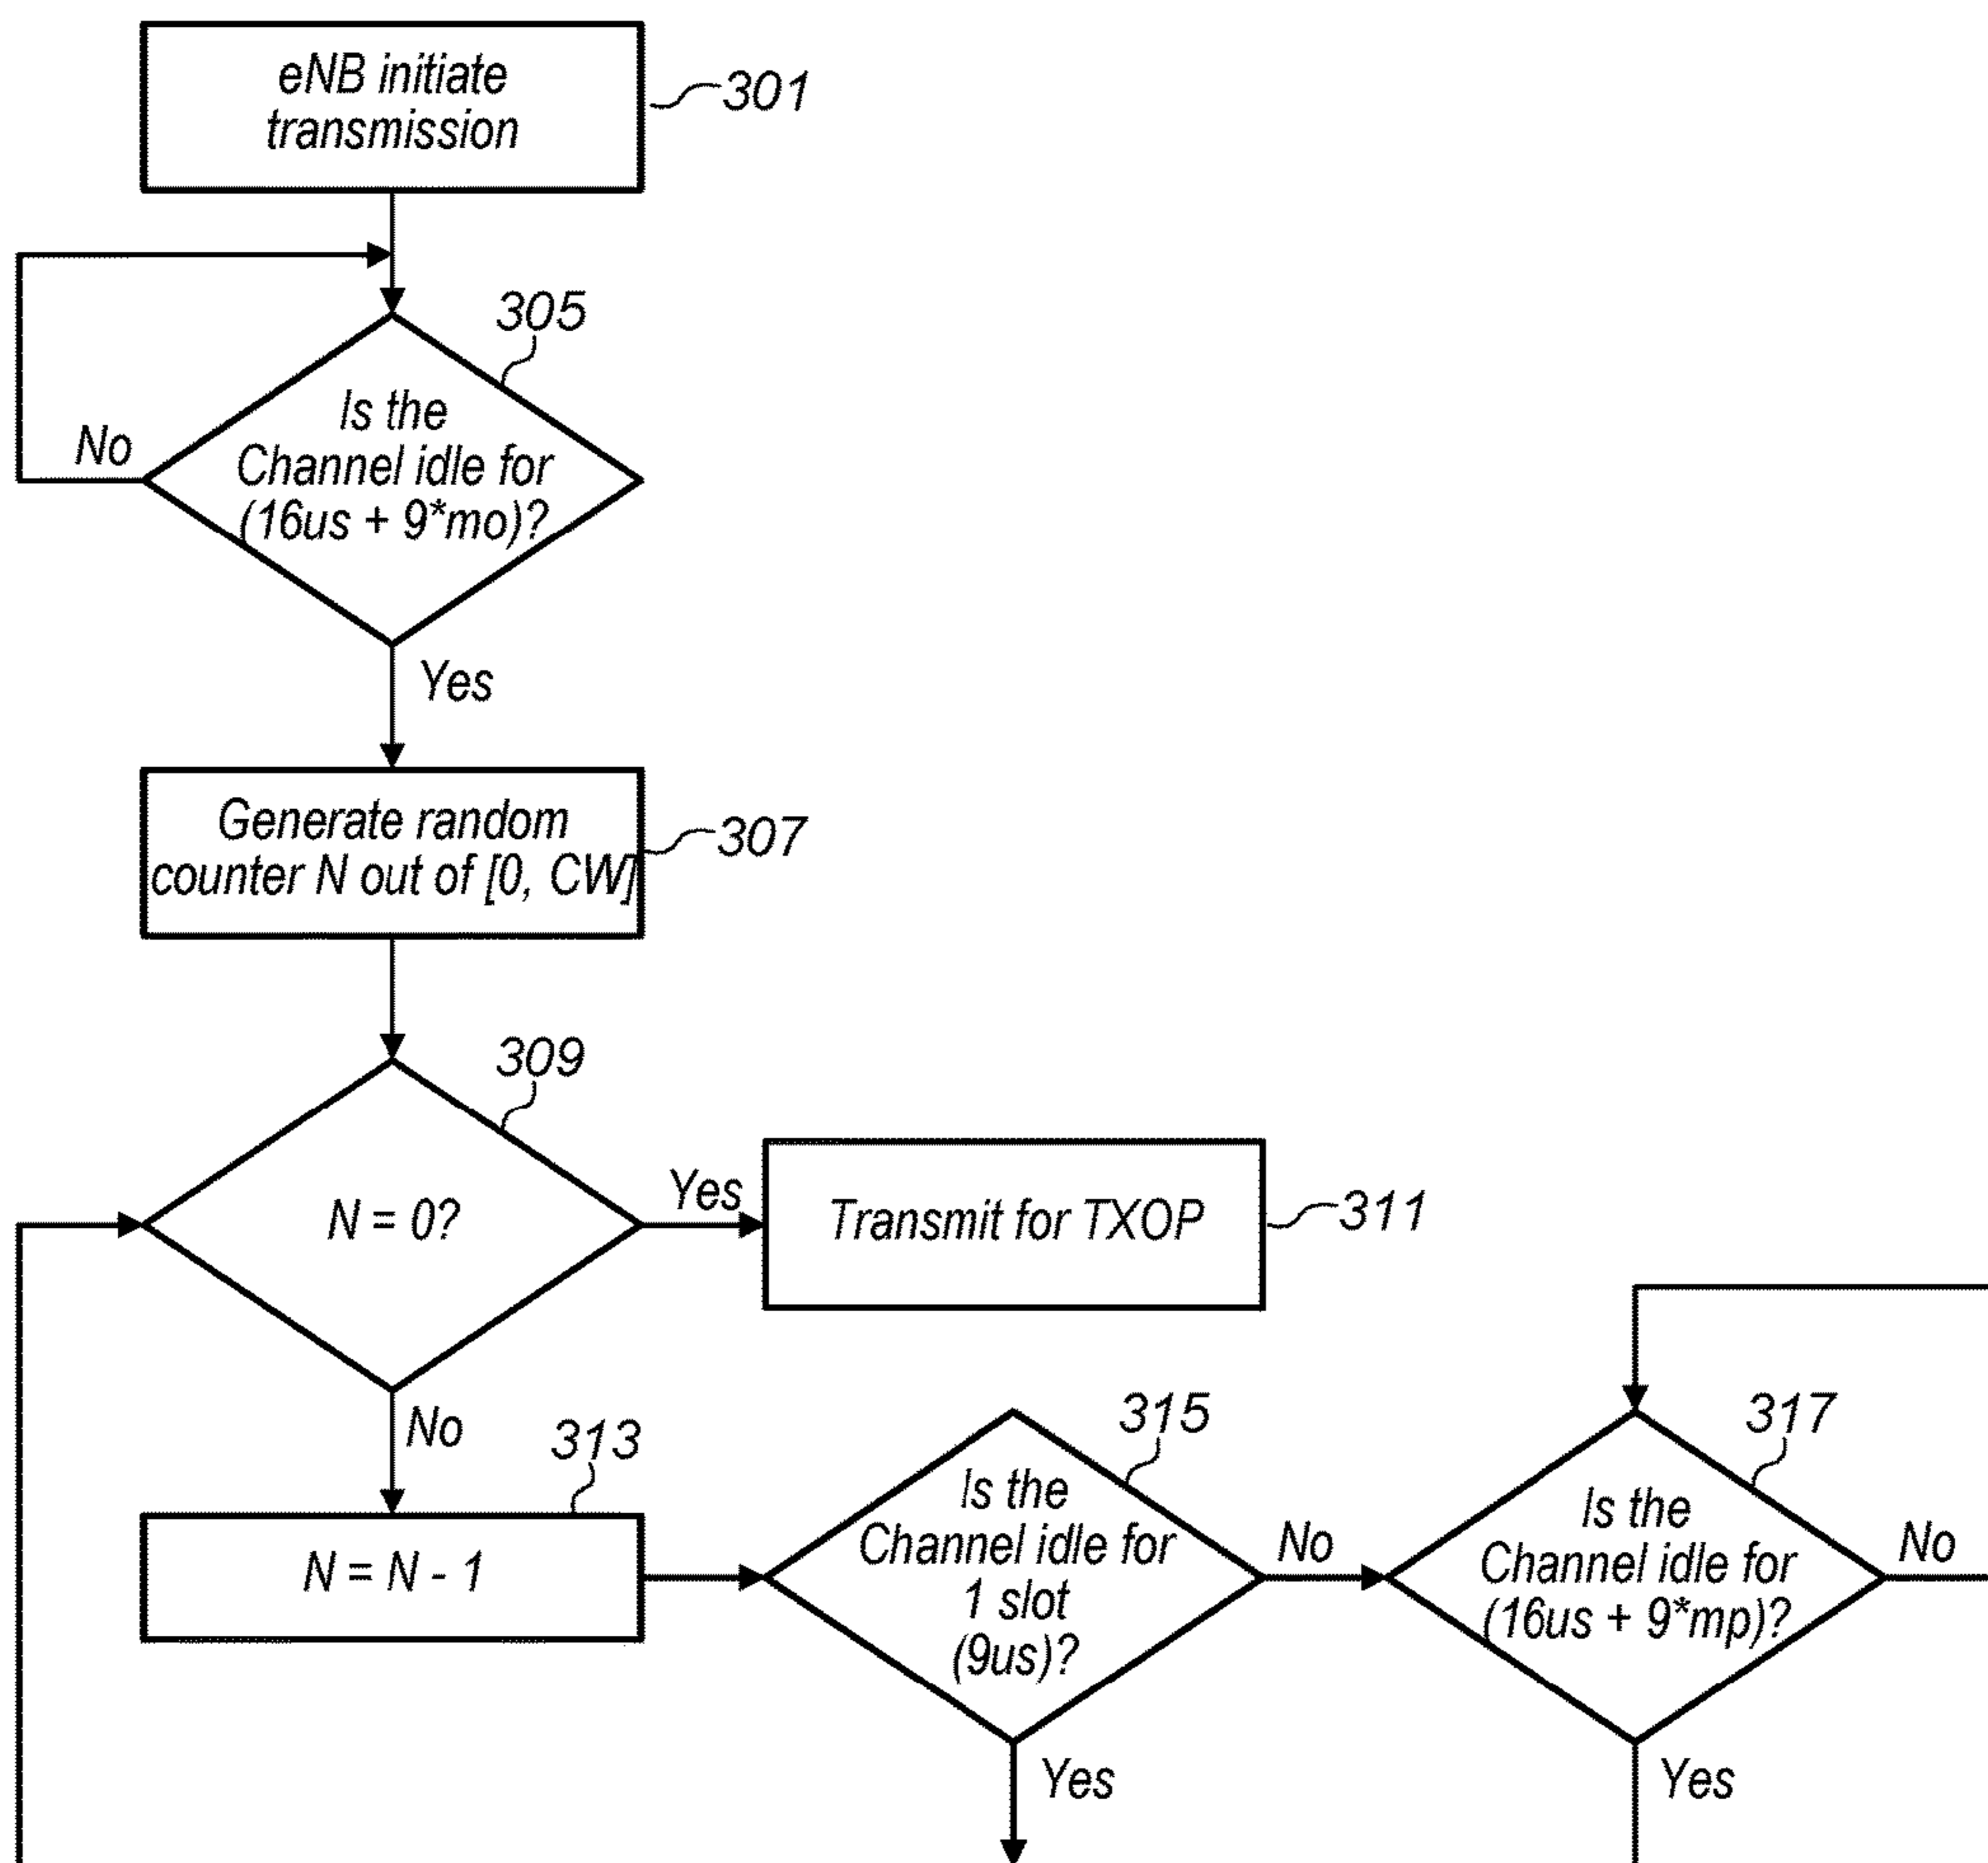 eNB initiate
transmission
301
305
Is the
Channel idle for
(16us + 9*mo)?
No
Yes
Generate random
counter N out of [0, CW]
307
309
N = 0?
Yes
Transmit for TXOP
311
No
313
N = N - 1
315
Is the
Channel idle for
1 slot
(9us)?
No
Yes
317
Is the
Channel idle for
(16us + 9*mp)?
No
Yes